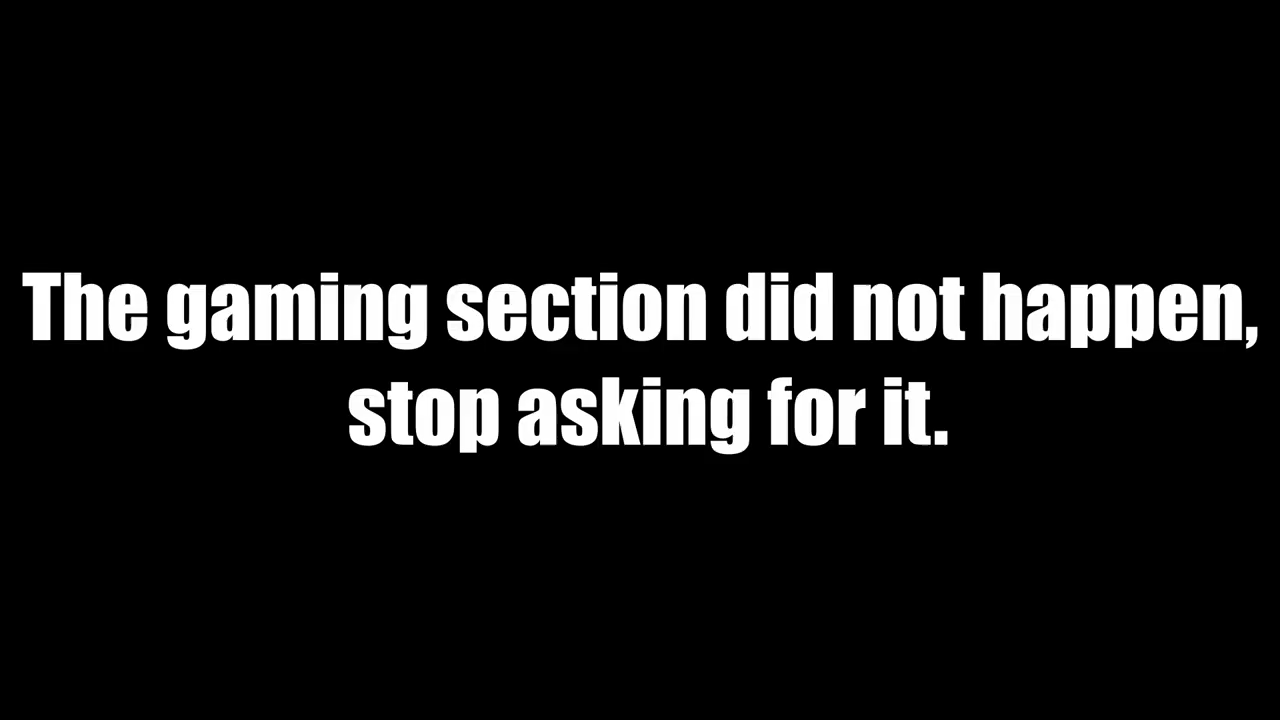 The gaming section did not happen,
stop asking for it.